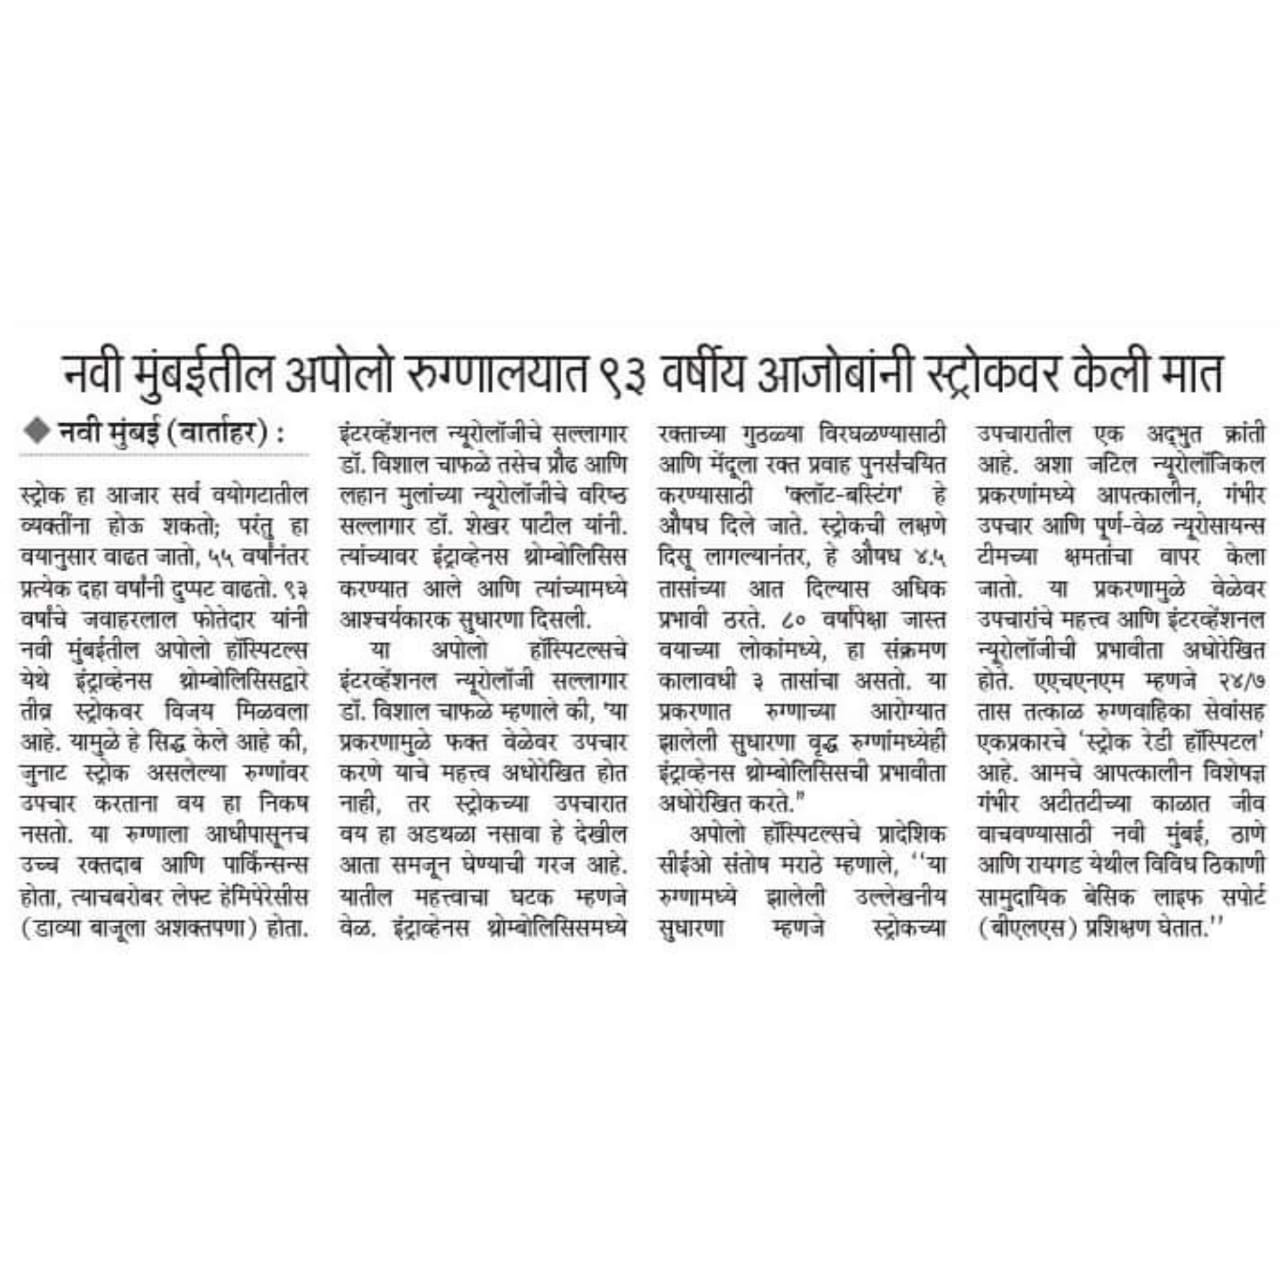 नवी मुंबईतील अपोलो रुग्णालयात ९३ वर्षीय आजोबांनी स्ट्रोकवर केली मात
नवी मुंबई (वार्ताहर) :
स्ट्रोक हा आजार सर्व वयोगटातील
व्यक्तींना होऊ शकतो; परंतु हा
वयानुसार वाढत जातो, ५५ वर्षांनंतर
प्रत्येक दहा वर्षांनी दुप्पट वाढतो. ९३
वर्षांचे जवाहरलाल फोतेदार यांनी
नवी मुंबईतील अपोलो हॉस्पिटल्स
येथे इंट्राव्हेनस थ्रोम्बोलिसिसद्वारे
तीव्र स्ट्रोकवर विजय मिळवला
आहे. यामुळे हे सिद्ध केले आहे की,
जुनाट स्ट्रोक असलेल्या रुग्णांवर
उपचार करताना वय हा निकष
नसतो. या रुग्णाला आधीपासूनच
उच्च रक्तदाब आणि पार्किन्सन्स
होता, त्याचबरोबर लेफ्ट हेमिपेरेसीस
(डाव्या बाजूला अशक्तपणा) होता.
इंटरव्हेंशनल न्यूरोलॉजीचे सल्लागार
डॉ. विशाल चाफळे तसेच प्रौढ आणि
लहान मुलांच्या न्यूरोलॉजीचे वरिष्ठ
सल्लागार डॉ. शेखर पाटील यांनी.
त्यांच्यावर इंट्राव्हेनस थ्रोम्बोलिसिस
करण्यात आले आणि त्यांच्यामध्ये
आश्चर्यकारक सुधारणा दिसली.
या अपोलो हॉस्पिटल्सचे
इंटरव्हेंशनल न्यूरोलॉजी सल्लागार
डॉ. विशाल चाफळे म्हणाले की, 'या
प्रकरणामुळे फक्त वेळेवर उपचार
करणे याचे महत्त्व अधोरेखित होत
नाही, तर स्ट्रोकच्या उपचारात
वय हा अडथळा नसावा हे देखील
आता समजून घेण्याची गरज आहे.
यातील महत्त्वाचा घटक म्हणजे
वेळ. इंट्राव्हेनस थ्रोम्बोलिसिसमध्ये
रक्ताच्या गुठळ्या विरघळण्यासाठी
आणि मेंदूला रक्त प्रवाह पुनर्संचयित
करण्यासाठी 'क्लॉट-बस्टिंग' हे
औषध दिले जाते. स्ट्रोकची लक्षणे
दिसू लागल्यानंतर, हे औषध ४.५
तासांच्या आत दिल्यास अधिक
प्रभावी ठरते. ८० वर्षांपेक्षा जास्त
वयाच्या लोकांमध्ये, हा संक्रमण
कालावधी ३ तासांचा असतो. या
प्रकरणात रुग्णाच्या आरोग्यात
झालेली सुधारणा वृद्ध रुग्णांमध्येही
इंट्राव्हेनस थ्रोम्बोलिसिसची प्रभावीता
अधोरेखित करते.”
अपोलो हॉस्पिटल्सचे प्रादेशिक
सीईओ संतोष मराठे म्हणाले, ‘‘या
रुग्णामध्ये झालेली उल्लेखनीय
सुधारणा म्हणजे स्ट्रोकच्या
उपचारातील एक अद्भुत क्रांती
आहे. अशा जटिल न्यूरोलॉजिकल
प्रकरणांमध्ये आपत्कालीन, गंभीर
उपचार आणि पूर्ण-वेळ न्यूरोसायन्स
टीमच्या क्षमतांचा वापर केला
जातो. या प्रकरणामुळे वेळेवर
उपचारांचे महत्त्व आणि इंटरव्हेंशनल
न्यूरोलॉजीची प्रभावीता अधोरेखित
होते. एएचएनएम म्हणजे २४/७
तास तत्काळ रुग्णवाहिका सेवांसह
एकप्रकारचे ‘स्ट्रोक रेडी हॉस्पिटल’
आहे. आमचे आपत्कालीन विशेषज्ञ
गंभीर अटीतटीच्या काळात जीव
वाचवण्यासाठी नवी मुंबई, ठाणे
आणि रायगड येथील विविध ठिकाणी
सामुदायिक बेसिक लाइफ सपोर्ट
(बीएलएस) प्रशिक्षण घेतात.’’